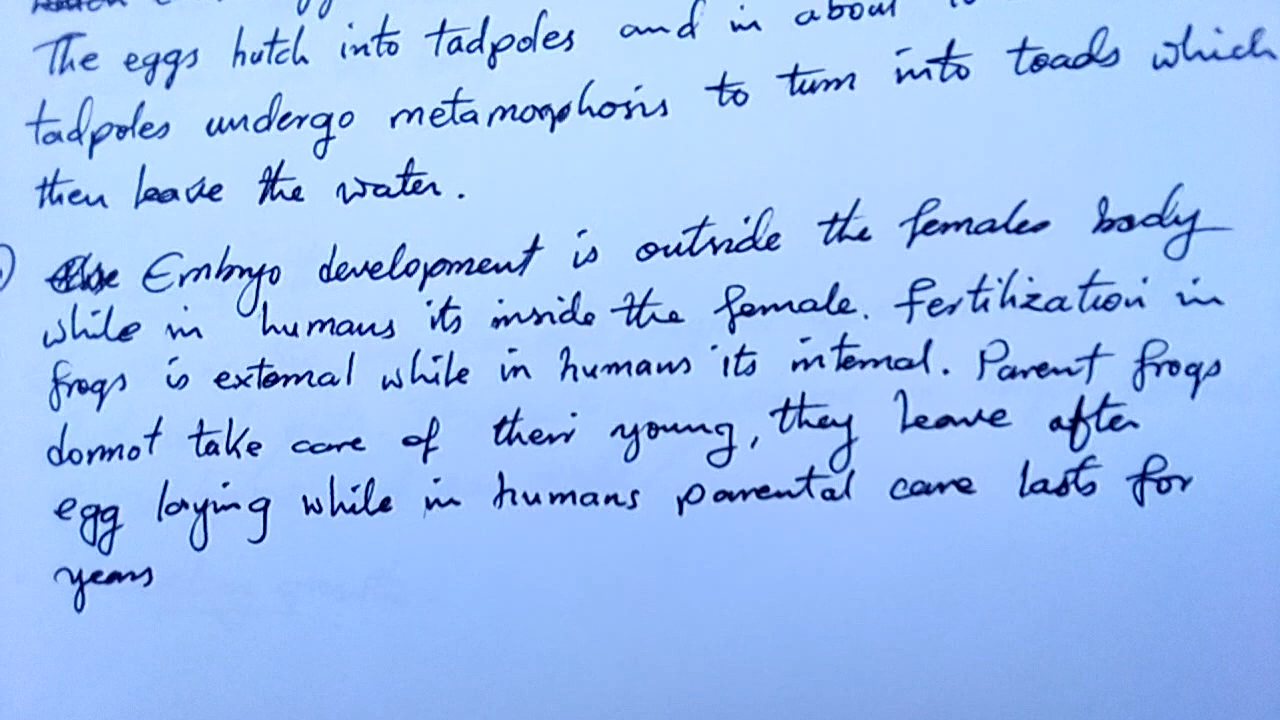 The eggs hutch into tadpoles and in about
tadpoles undergo metamorphosis to turn into toads which
then leave the water.
Embryo development is outside the females body
while in humans its inside the female. Fertilization in
frogs is external while in humans its internal. Parent frogs
donnot take care of their young, they leave after
egg laying while in humans parental care lasts for
years